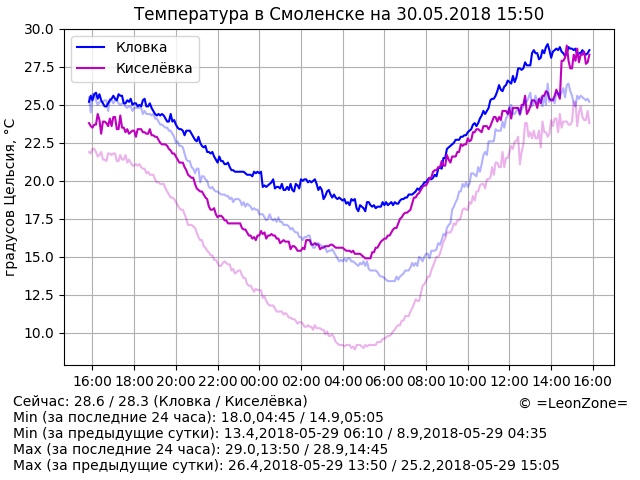 Температура в Смоленске на 30.05.2018 15:50
30.0
27.5
25.0
22.5
20.0
17.5
15.0
12.5
10.0
градусов Цельсия, °C
Кловка
Киселёвка
16:00 18:00 20:00 22:00 00:00 02:00 04:00 06:00 08:00 10:00 12:00 14:00 16:00
Сейчас: 28.6 / 28.3 (Кловка / Киселёвка)
© =LeonZone=
Min (за последние 24 часа): 18.0,04:45 / 14.9,05:05
Min (за предыдущие сутки): 13.4,2018-05-29 06:10 / 8.9,2018-05-29 04:35
Max (за последние 24 часа): 29.0,13:50 / 28.9,14:45
Max (за предыдущие сутки): 26.4,2018-05-29 13:50 / 25.2,2018-05-29 15:05